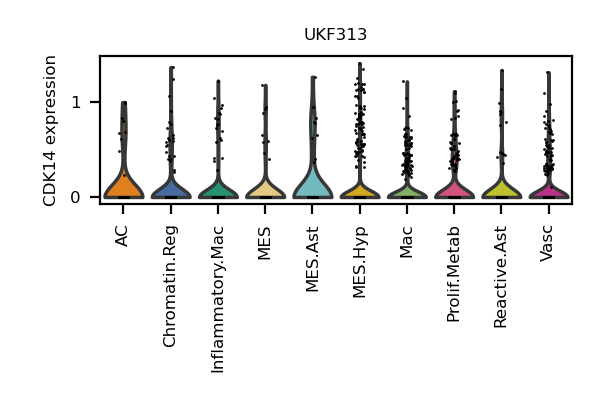 UKF313
CDK14 expression
1
0
AC
Chromatin.Reg
Inflammatory.Mac
MES
MES.Ast
MES.Hyp
Mac
Prolif.Metab
Reactive.Ast
Vasc